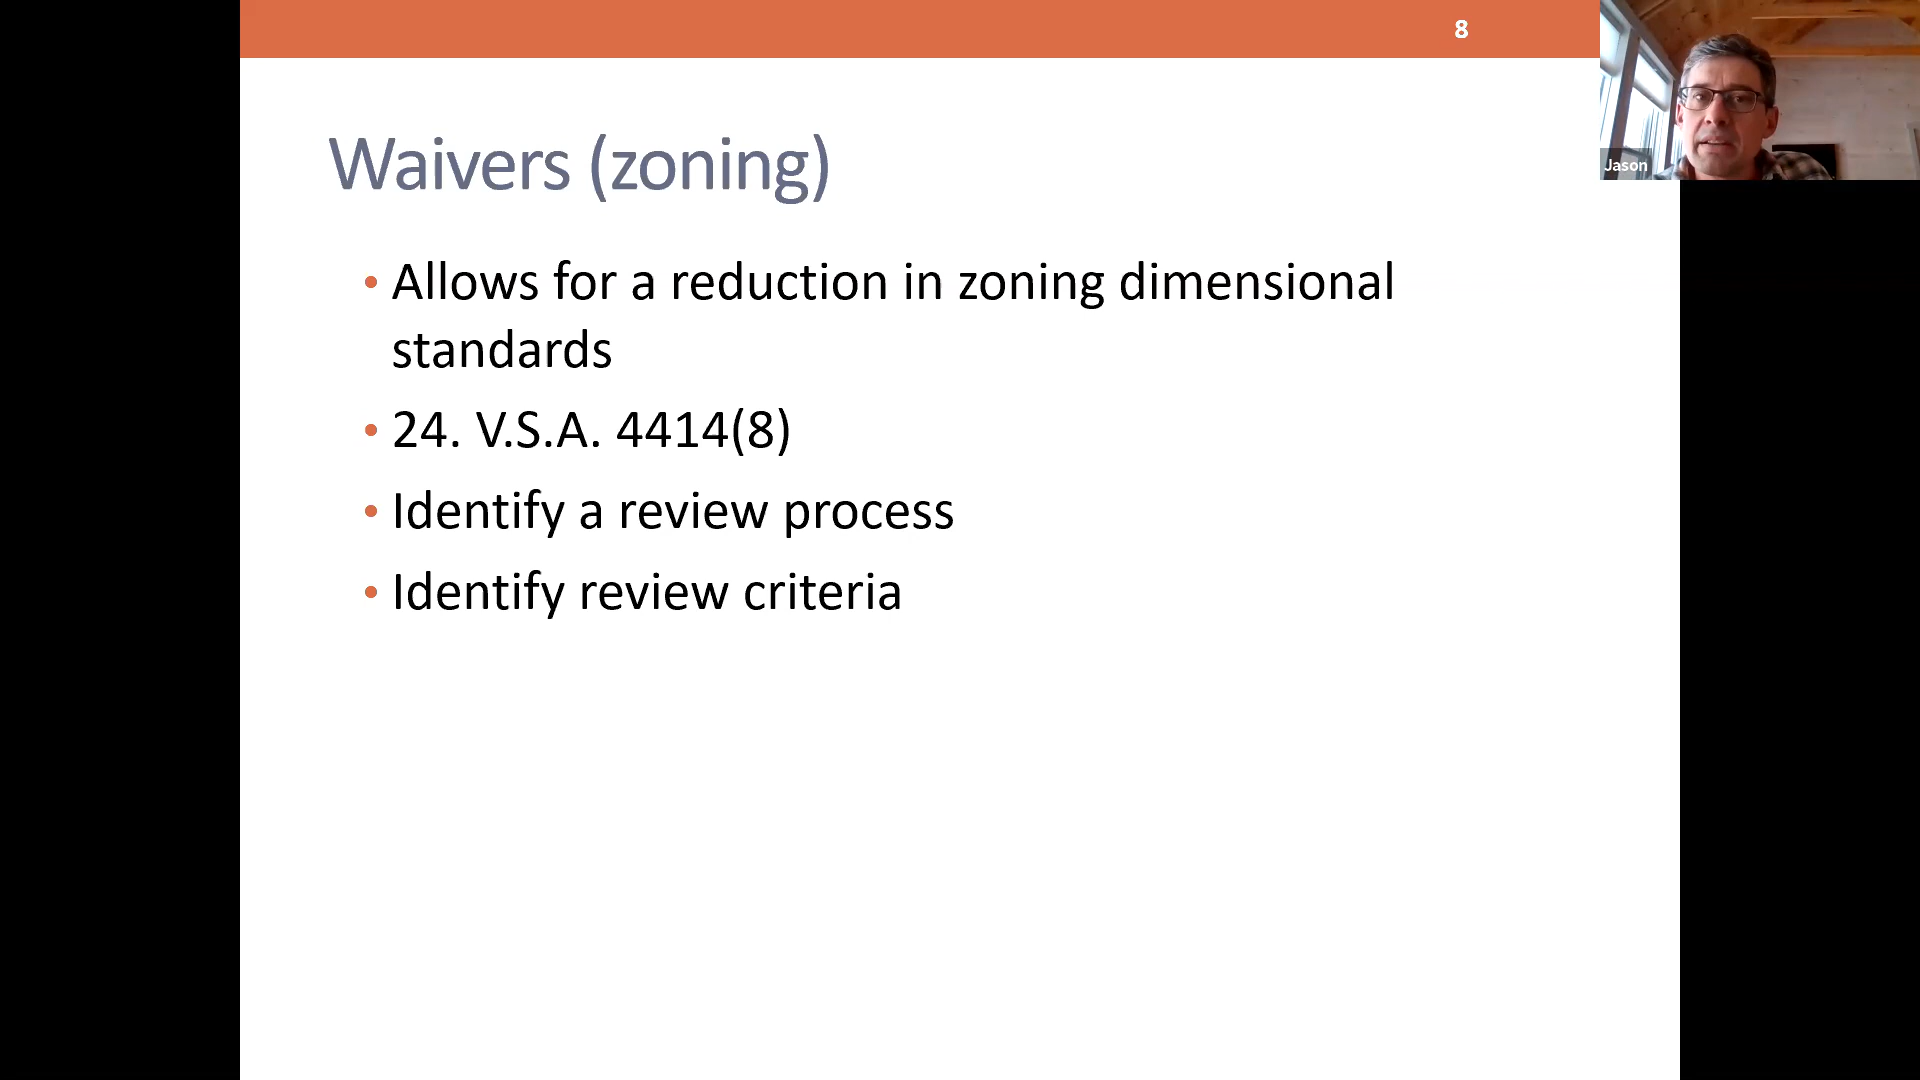 8
Jason
Waivers (zoning)
• Allows for a reduction in zoning dimensional
standards
• 24. V.S.A. 4414(8)
• Identify a review process
• Identify review criteria